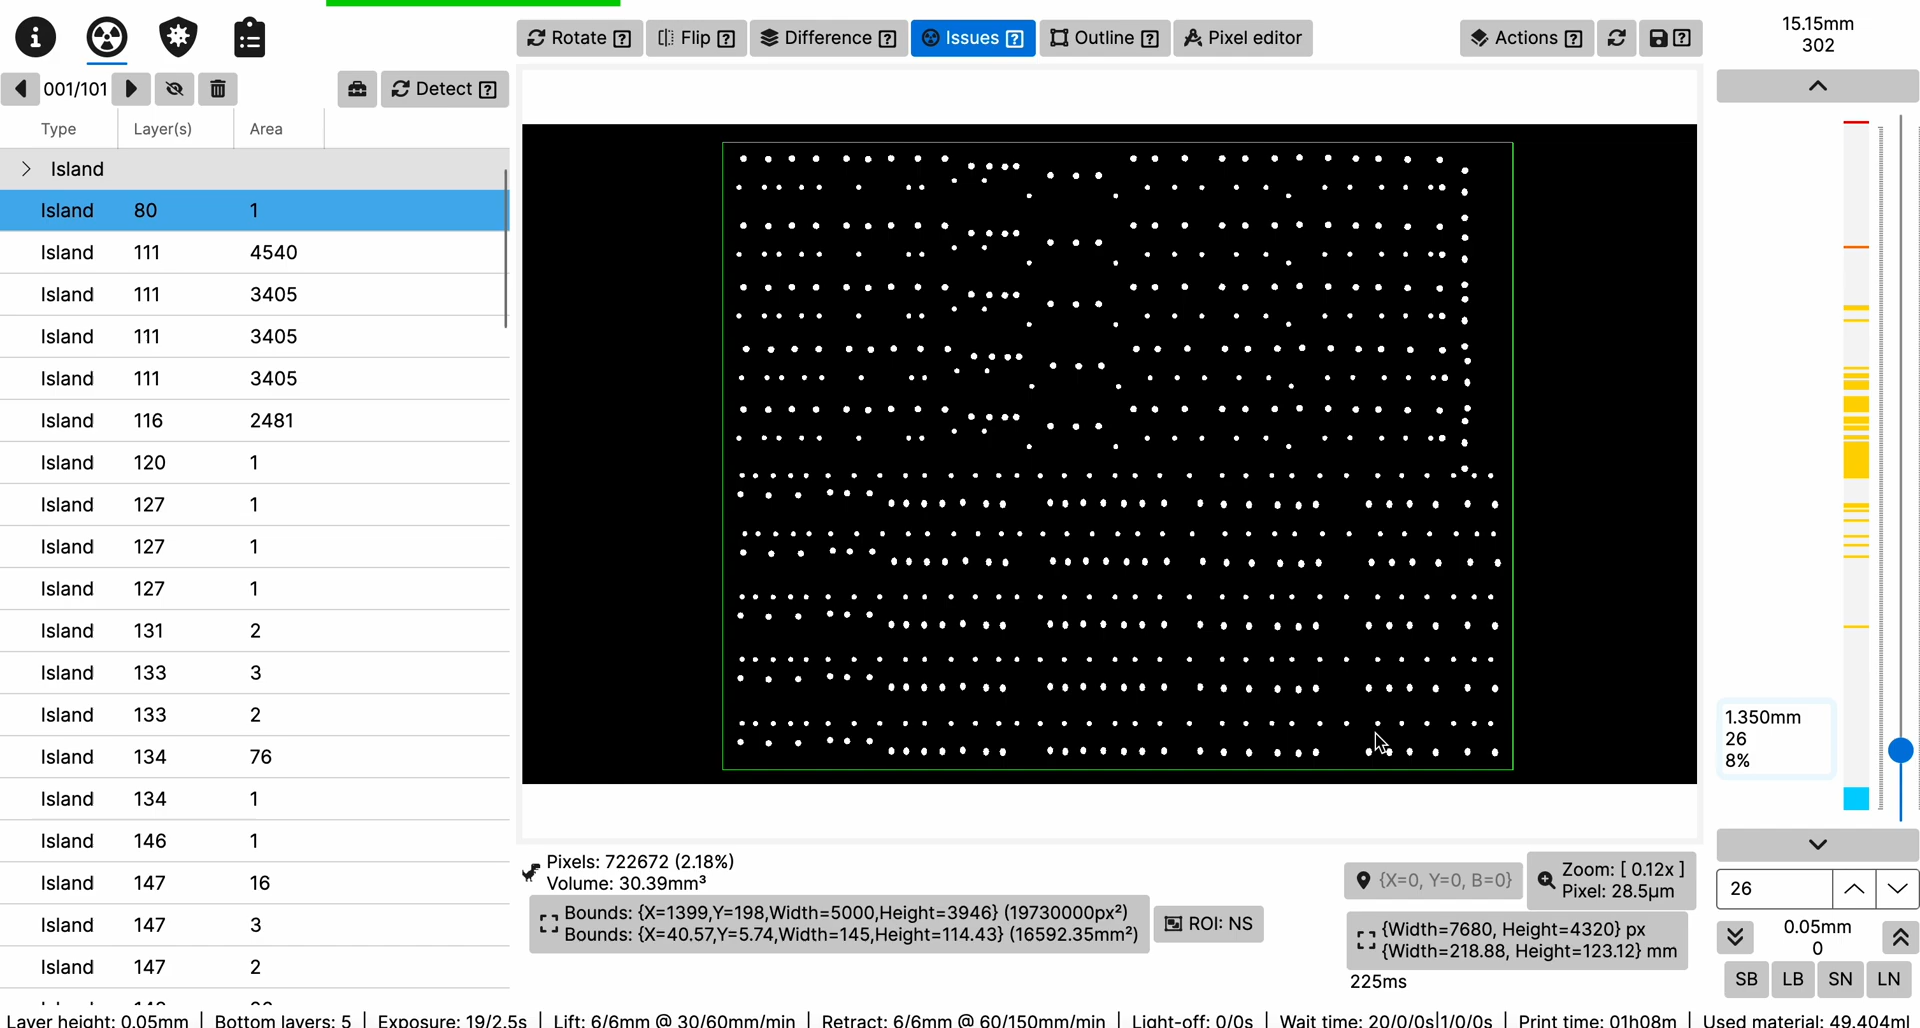 Rotate ?
Flip ?
Difference ?
Issues ?
Outline ?
Pixel editor
Actions ?
?
15.15mm
302
001/101
Detect ?
Type Layer(s) Area
Island
Island 80 1
Island 111 4540
Island 111 3405
Island 111 3405
Island 111 3405
Island 116 2481
Island 120 1
Island 127 1
Island 127 1
Island 127 1
Island 131 2
Island 133 3
Island 133 2
Island 134 76
Island 134 1
Island 146 1
Island 147 16
Island 147 3
Island 147 2
1.350mm
26
8%
Pixels: 722672 (2.18%)
Volume: 30.39mm³
Bounds: {X=1399,Y=198,Width=5000,Height=3946} (19730000px²)
Bounds: {X=40.57,Y=5.74,Width=145,Height=114.43} (16592.35mm²)
ROI: NS
{X=0, Y=0, B=0}
Zoom: [ 0.12x ]
Pixel: 28.5µm
{Width=7680, Height=4320} px
{Width=218.88, Height=123.12} mm
225ms
26
0.05mm
0
SB LB SN LN
Layer height: 0.05mm | Bottom layers: 5 | Exposure: 19/2.5s | Lift: 6/6mm @ 30/60mm/min | Retract: 6/6mm @ 60/150mm/min | Light-off: 0/0s | Wait time: 20/0/0s|1/0/0s | Print time: 01h08m | Used material: 49.404ml